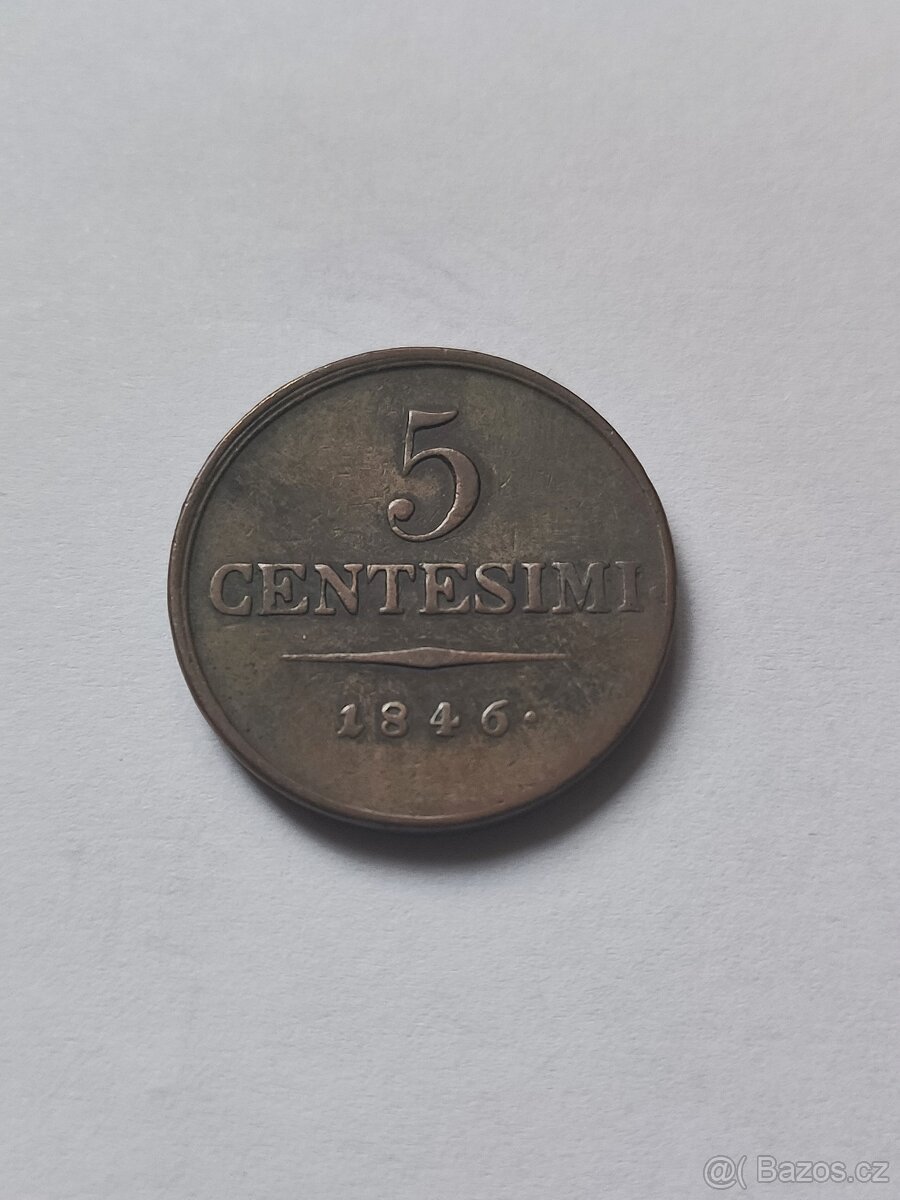 5
CENTESIMI
1846.
@( Bazos.cz